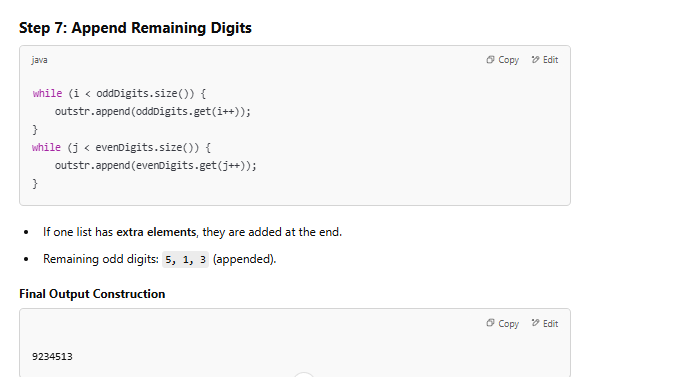 Step 7: Append Remaining Digits
java Copy Edit
while (i < oddDigits.size()) {
    outstr.append(oddDigits.get(i++));
}
while (j < evenDigits.size()) {
    outstr.append(evenDigits.get(j++));
}
• If one list has extra elements, they are added at the end.
• Remaining odd digits: 5, 1, 3 (appended).
Final Output Construction
Copy Edit
9234513